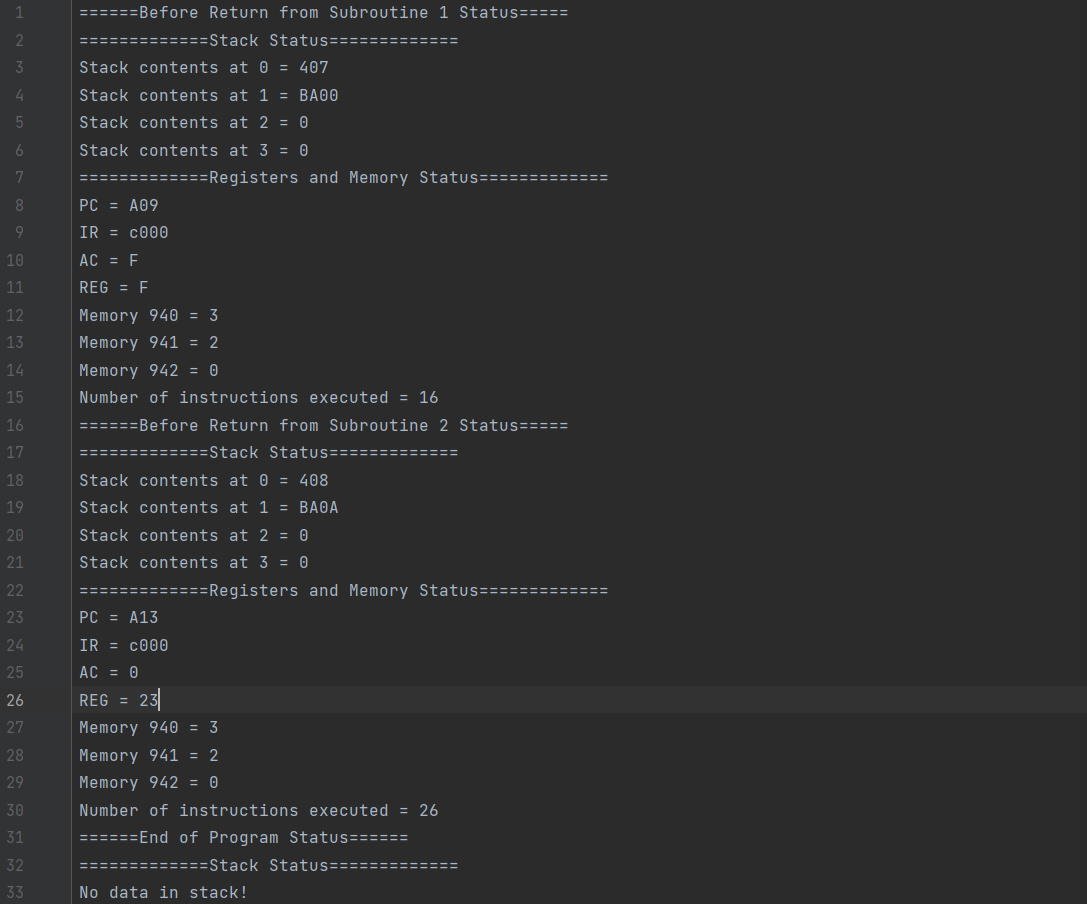 1 ======Before Return from Subroutine 1 Status=====
2 =============Stack Status=============
3 Stack contents at 0 = 407
4 Stack contents at 1 = BA00
5 Stack contents at 2 = 0
6 Stack contents at 3 = 0
7 =============Registers and Memory Status=============
8 PC = A09
9 IR = c000
10 AC = F
11 REG = F
12 Memory 940 = 3
13 Memory 941 = 2
14 Memory 942 = 0
15 Number of instructions executed = 16
16 ======Before Return from Subroutine 2 Status=====
17 =============Stack Status=============
18 Stack contents at 0 = 408
19 Stack contents at 1 = BA0A
20 Stack contents at 2 = 0
21 Stack contents at 3 = 0
22 =============Registers and Memory Status=============
23 PC = A13
24 IR = c000
25 AC = 0
26 REG = 23
27 Memory 940 = 3
28 Memory 941 = 2
29 Memory 942 = 0
30 Number of instructions executed = 26
31 ======End of Program Status======
32 =============Stack Status=============
33 No data in stack!